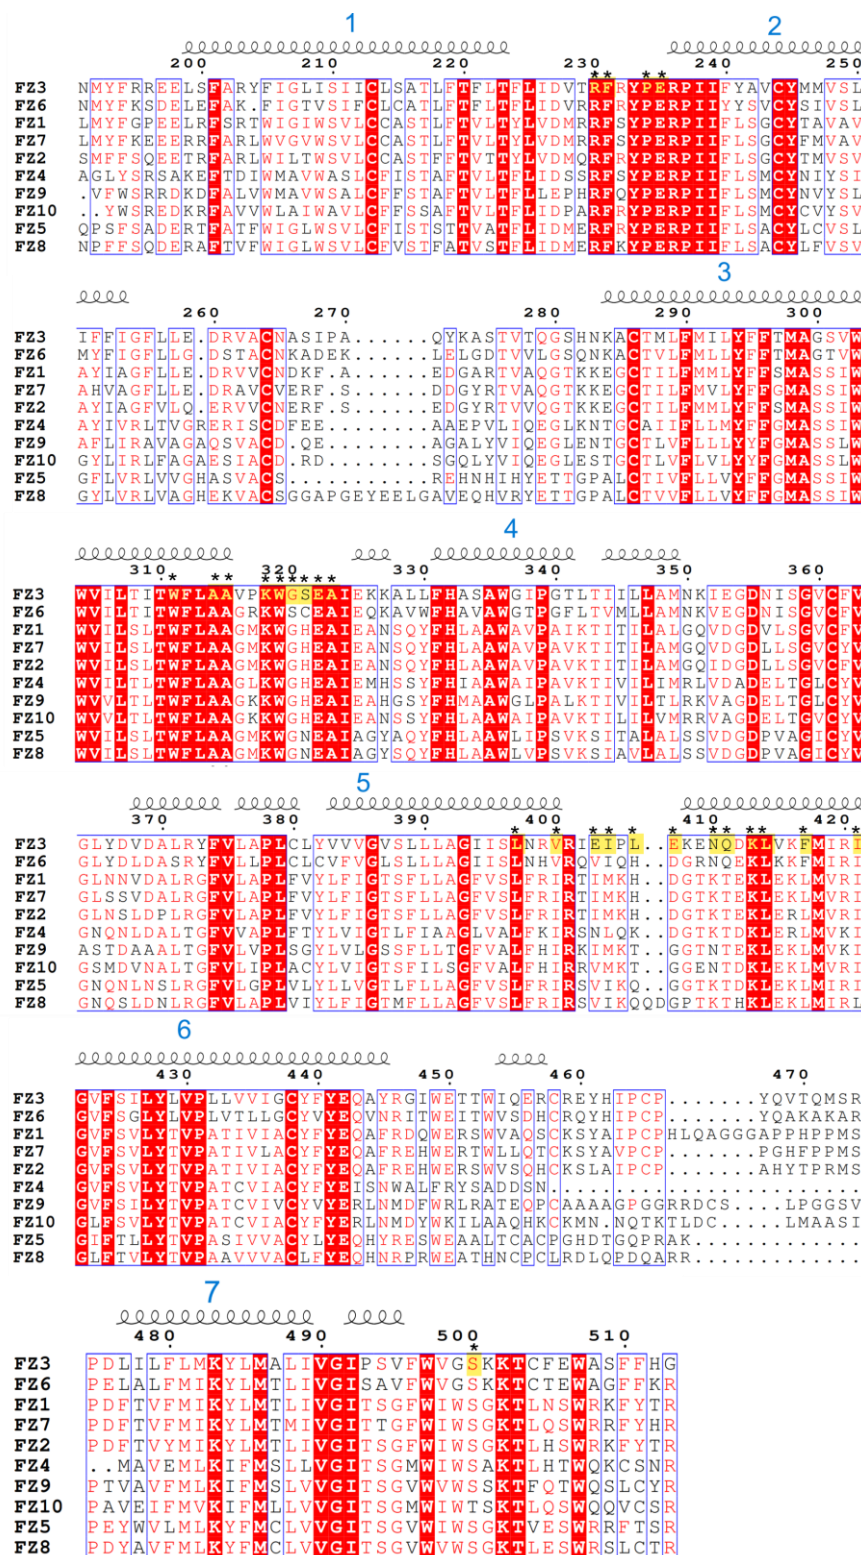 1 2
200 210 220 230 240 250
** **
FZ3 NMYFRREELSFARYFIGLISIICLSATLFTFLTFLIDVTRFRYPERPIIFYAVCYMMVSL
FZ6 NMYFKSDELEFAK.FIGTVSIFCLCATLFTFLTFLIDVRRFRYPERPIIYYSVCYSIVSL
FZ1 LMYFGPEELRFSRTWIGIWSVLCCASTLFTVLTYLVDMRRFSYPERPIIFLSGCYTAVAV
FZ7 LMYFKEEERRFARLWVGVWSVLCCASTLFTVLTYLVDMRRFSYPERPIIFLSGCYFMVAV
FZ2 SMFFSQEETRFARLWILTWSVLCCASTFFTVTTYLVDMQRFRYPERPIIFLSGCYTMVSV
FZ4 AGLYSRSAKEFTDIWMAVWASLCFISTAFTVLTFLIDSSRFSYPERPIIFLSMCYNIYSI
FZ9 .VFWSRRDKDFALVWMAVWSALCFFSTAFTVLTFLLEPHRFQYPERPIIFLSMCYNVYSL
FZ10 ..YWSREDKRFAVVWLAIWAVLCFFSSAFTVLTFLIDPARFRYPERPIIFLSMCYCVYSV
FZ5 QPSFSADERTFATFWIGLWSVLCFISTSTTVATFLIDMERFRYPERPIIFLSACYLCVSL
FZ8 NPFFSQDERAFTVFWIGLWSVLCFVSTFATVSTFLIDMERFKYPERPIIFLSACYLFVSV
3
260 270 280 290 300
FZ3 IFFIGFLLE.DRVACNASIPA......QYKASTVTQGSHNKACTMLFMILYFFTMAGSVW
FZ6 MYFIGFLLG.DSTACNKADEK......LELGDTVVLGSQNKACTVLFMLLYFFTMAGTVW
FZ1 AYIAGFLLE.DRVVCNDKF.A......EDGARTVAQGTKKEGCTILFMMLYFFSMASSIW
FZ7 AHVAGFLLE.DRAVCVERF.S......DDGYRTVAQGTKKEGCTILFMVLYFFGMASSIW
FZ2 AYIAGFVLQ.ERVVCNERF.S......EDGYRTVVQGTKKEGCTILFMMLYFFSMASSIW
FZ4 AYIVRLTVGRERISCDFEE........AAEPVLIQEGLKNTGCAIIFLLMYFFGMASSIW
FZ9 AFLIRAVAGAQSVACD.QE........AGALYVIQEGLENTGCTLVFLLLYYFGMASSLW
FZ10 GYLIRLFAGAESIACD.RD........SGQLYVIQEGLESTGCTLVFLVLYYFGMASSLW
FZ5 GFLVRLVVGHASVACS...........REHNHIHYETTGPALCTIVFLLVYFFGMASSIW
FZ8 GYLVRLVAGHEKVACSGGAPGEYEELGAVEQHVRYETTGPALCTVVFLLVYFFGMASSIW
4
310 320 330 340 350 360
* ** ******
FZ3 WVILTITWFLAAVPKWGSEAIEKKALLFHASAWGIPGTLTIILLAMNKIEGDNISGVCFV
FZ6 WVILTLTWFLAAGRKWSCEAIEQKAVWFHAVAWGTPGFLTVMLLAMNKVEGDNISGVCFV
FZ1 WVILSLTWFLAAGMKWGHEAIEANSQYFHLAAWAVPAIKTITILALGQVDGDVLSGVCFV
FZ7 WVILSLTWFLAAGMKWGHEAIEANSQYFHLAAWAVPAVKTITILAMGQVDGDLLSGVCYV
FZ2 WVILSLTWFLAAGMKWGHEAIEANSQYFHLAAWAVPAVKTITILAMGQIDGDLLSGVCFV
FZ4 WVILTLTWFLAAGLKWGHEAIEMHSSYFHIAAWAIPAVKTIVILIMRLVDADELTGLCYV
FZ9 WVVLTLTWFLAAGKKWGHEAIEAHGSYFHMAAWGLPALKTIVILTLRKVAGDELTGLCYV
FZ10 WVVLTLTWFLAAGKKWGHEAIEANSSYFHLAAWAIPAVKTILILVMRRVAGDELTGVCYV
FZ5 WVILSLTWFLAAGMKWGNEAIAGYAQYFHLAAWLIPSVKSITALALSSVDGDPVAGICYV
FZ8 WVILSLTWFLAAGMKWGNEAIAGYSQYFHLAAWLVPSVKSIAVLALSSVDGDPVAGICYV
5
370 380 390 400 410 420
* * ** * * ** ** * *
FZ3 GLYDVDALRYFVLAPLCLYVVVGVSLLLAGIISLNRVRIEIPL..EKENQDKLVKFMIRI
FZ6 GLYDLDASRYFVLLPLCLCVFVGLSLLLAGIISLNHVRQVIQH..DGRNQEKLKKFMIRI
FZ1 GLNNVDALRGFVLAPLFVYLFIGTSFLLAGFVSLFRIRTIMKH..DGTKTEKLEKLMVRI
FZ7 GLSSVDALRGFVLAPLFVYLFIGTSFLLAGFVSLFRIRTIMKH..DGTKTEKLEKLMVRI
FZ2 GLNSLDPLRGFVLAPLFVYLFIGTSFLLAGFVSLFRIRTIMKH..DGTKTEKLERLMVRI
FZ4 GNQNLDALTGFVVAPLFTYLVIGTLFIAAGLVALFKIRSNLQK..DGTKTDKLERLMVKI
FZ9 ASTDAAALTGFVLVPLSGYLVLGSSFLLTGFVALFHIRKIMKT..GGTNTEKLEKLMVKI
FZ10 GSMDVNALTGFVLIPLACYLVIGTSFILSGFVALFHIRRVMKT..GGENTDKLEKLMVRI
FZ5 GNQNLNSLRGFVLGPLVLYLLVGTLFLLAGFVSLFRIRSVIKQ..GGTKTDKLEKLMIRI
FZ8 GNQSLDNLRGFVLAPLVIYLFIGTMFLLAGFVSLFRIRSVIKQQDGPTKTHKLEKLMIRL
6
430 440 450 460 470
FZ3 GVFSILYLVPLLVVIGCYFYEQAYRGIWETTWIQERCREYHIPCP.......YQVTQMSR
FZ6 GVFSGLYLVPLVTLLGCYVYEQVNRITWEITWVSDHCRQYHIPCP.......YQAKAKAR
FZ1 GVFSVLYTVPATIVIACYFYEQAFRDQWERSWVAQSCKSYAIPCPHLQAGGGAPPHPPMS
FZ7 GVFSVLYTVPATIVLACYFYEQAFREHWERTWLLQTCKSYAVPCP.......PGHFPPMS
FZ2 GVFSVLYTVPATIVIACYFYEQAFREHWERSWVSQHCKSLAIPCP.......AHYTPRMS
FZ4 GVFSVLYTVPATCVIACYFYEISNWALFRYSADDSN........................
FZ9 GVFSILYTVPATCVIVCYVYERLNMDFWRLRATEQPCAAAAGPGGRRDCS...LPGGSV
FZ10 GLFSVLYTVPATCVIACYFYERLNMDYWKILAAQHKCKMN.NQTKTLDC....LMAASI
FZ5 GIFTLLYTVPASIVVACYLYEQHYRESWEAALTCACPGHDTGQPRAK.............
FZ8 GLFTVLYTVPAAVVVACLFYEQHNRPRWEATHNCPCLRDLQPDQARR.............
7
480 490 500 510
*
FZ3 PDLILFLMKYLMALIVGIPSVFWVGSKKTCFEWASFFHG
FZ6 PELALFMIKYLMTLIVGISAVFWVGSKKTCTEWAGFFKR
FZ1 PDFTVFMIKYLMTLIVGITSGFWIWSGKTLNSWRKFYTR
FZ7 PDFTVFMIKYLMTMIVGITTGFWIWSGKTLQSWRRFYHR
FZ2 PDFTVYMIKYLMTLIVGITSGFWIWSGKTLHSWRKFYTR
FZ4 ..MAVEMLKIFMSLLVGITSGMWIWSAKTLHTWQKCSNR
FZ9 PTVAVFMLKIFMSLVVGITSGVWVWSSKTFQTWQSLCYR
FZ10 PAVEIFMVKIFMLLVVGITSGMWIWTSKTLQSWQQVCSR
FZ5 PEYWVLMLKYFMCLVVGITSGVWIWSGKTVESWRRFTSR
FZ8 PDYAVFMLKYFMCLVVGITSGVWIWSGKTLESWRSLCTR